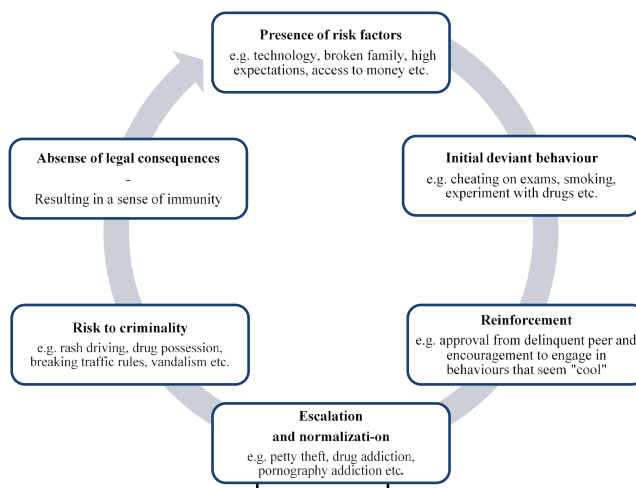 Presence of risk factors
e.g. technology, broken family, high
expectations, access to money etc.
Initial deviant behaviour
e.g. cheating on exams, smoking,
experiment with drugs etc.
Reinforcement
e.g. approval from delinquent peer and
encouragement to engage in
behaviours that seem "cool"
Escalation
and normalizati-on
e.g. petty theft, drug addiction,
pornography addiction etc.
Risk to criminality
e.g. rash driving, drug possession,
breaking traffic rules, vandalism etc.
Absense of legal consequences
-
Resulting in a sense of immunity